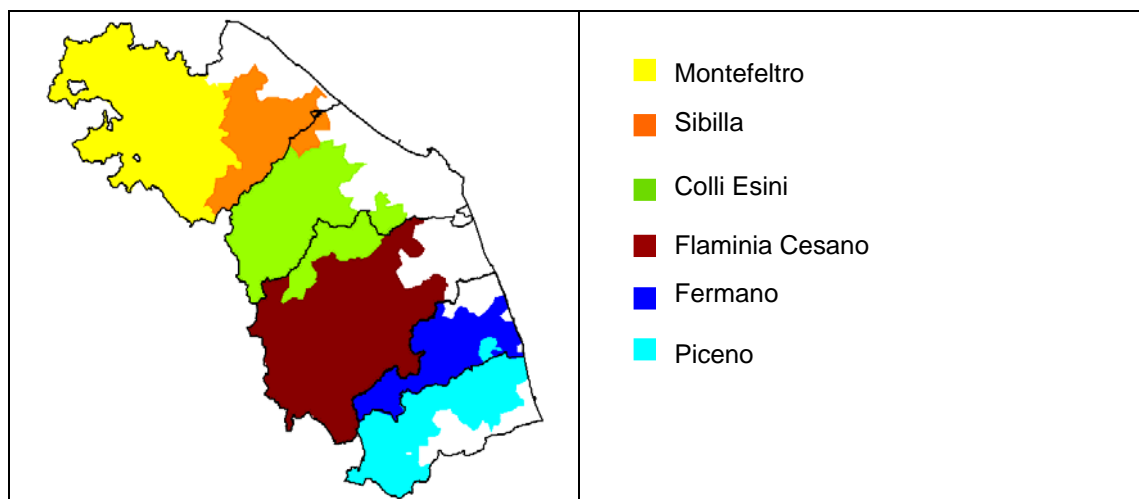 Montefeltro
Sibilla
Colli Esini
Flaminia Cesano
Fermano
Piceno